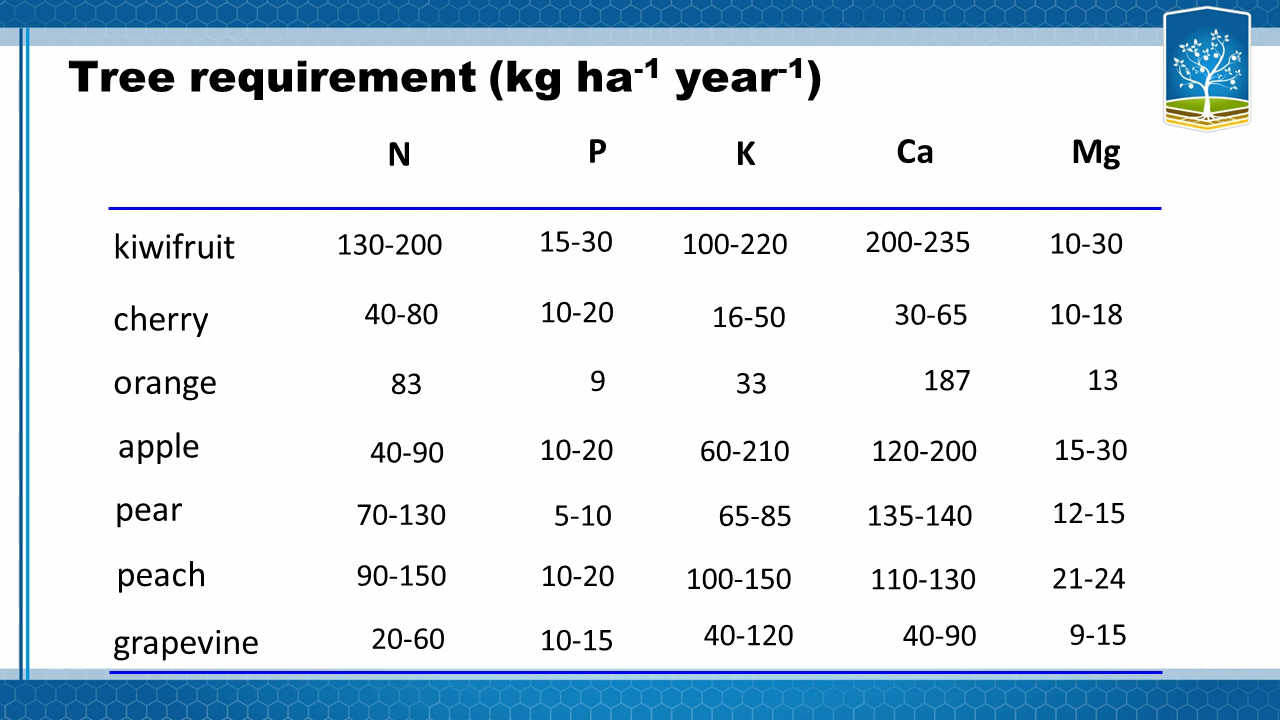 Tree requirement (kg ha-1 year-1)
N P K Ca Mg
kiwifruit 130-200 15-30 100-220 200-235 10-30
cherry 40-80 10-20 16-50 30-65 10-18
orange 83 9 33 187 13
apple 40-90 10-20 60-210 120-200 15-30
pear 70-130 5-10 65-85 135-140 12-15
peach 90-150 10-20 100-150 110-130 21-24
grapevine 20-60 10-15 40-120 40-90 9-15